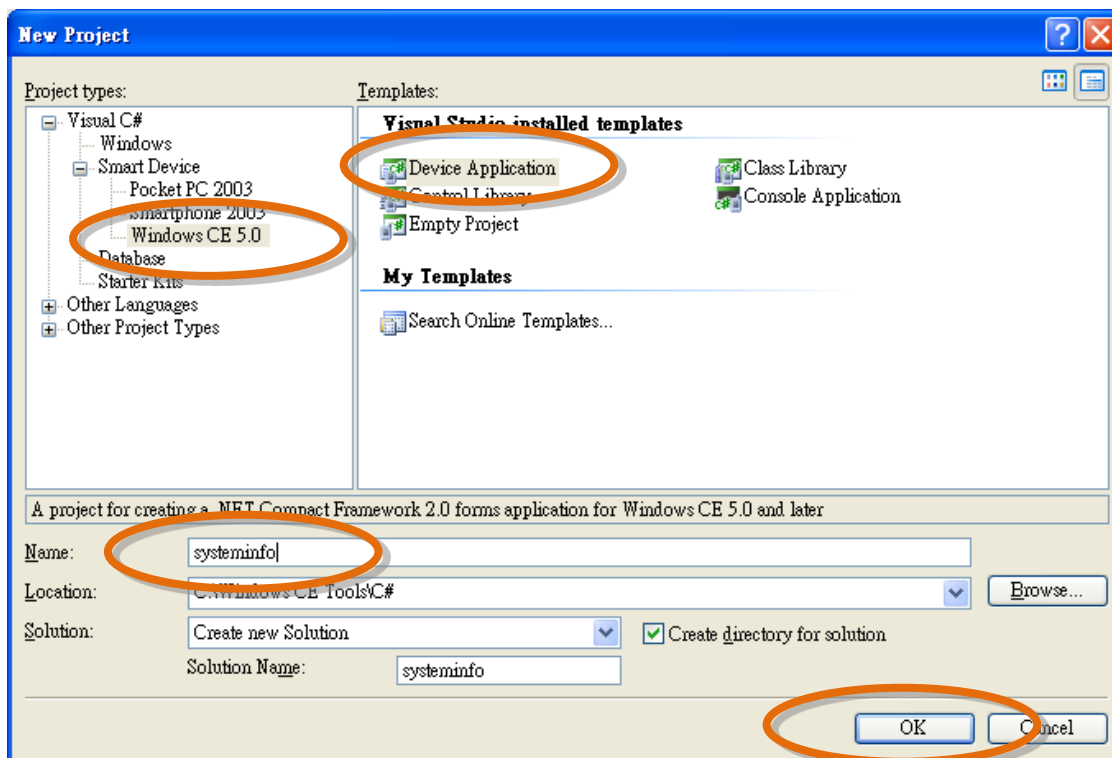 New Project
Project types:
Templates:
Visual C#
Windows
Smart Device
Pocket PC 2003
Smartphone 2003
Windows CE 5.0
Database
Starter Kits
Other Languages
Other Project Types
Visual Studio installed templates
Device Application
Class Library
Control Library
Console Application
Empty Project
My Templates
Search Online Templates...
A project for creating a .NET Compact Framework 2.0 forms application for Windows CE 5.0 and later
Name:
systeminfo
Location:
C:\Windows CE Tools\C#
Browse...
Solution:
Create new Solution
Create directory for solution
Solution Name:
systeminfo
OK
Cancel